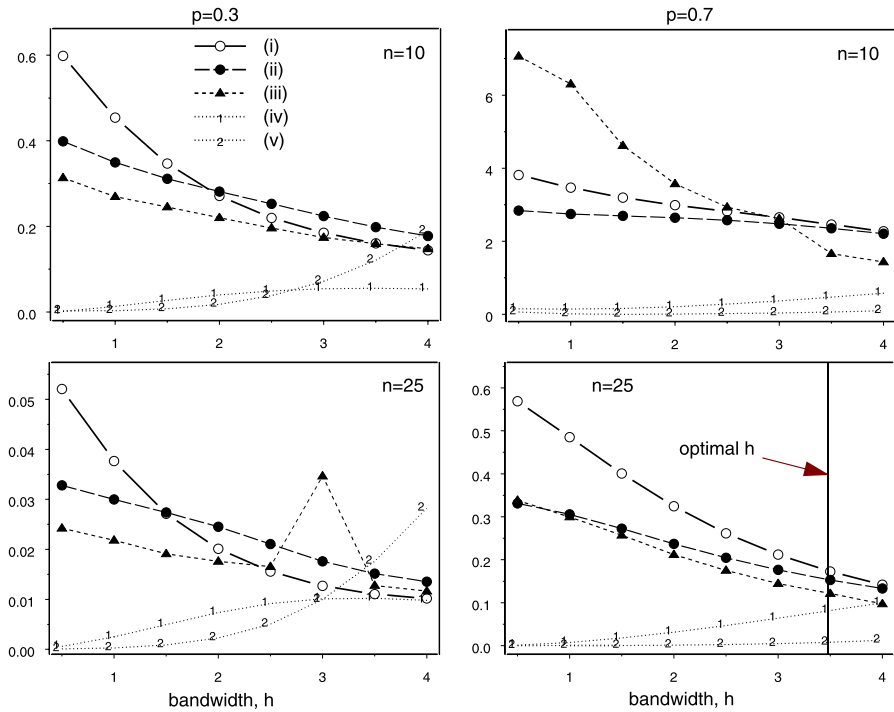 p=0.3
p=0.7
(i)
(ii)
(iii)
1 (iv)
2 (v)
n=10
0.6
0.4
0.2
0.0
1 2 3 4
n=10
6
4
2
0
1 2 3 4
n=25
0.05
0.04
0.03
0.02
0.01
0.00
1 2 3 4
bandwidth, h
n=25
optimal h
0.6
0.5
0.4
0.3
0.2
0.1
0.0
1 2 3 4
bandwidth, h